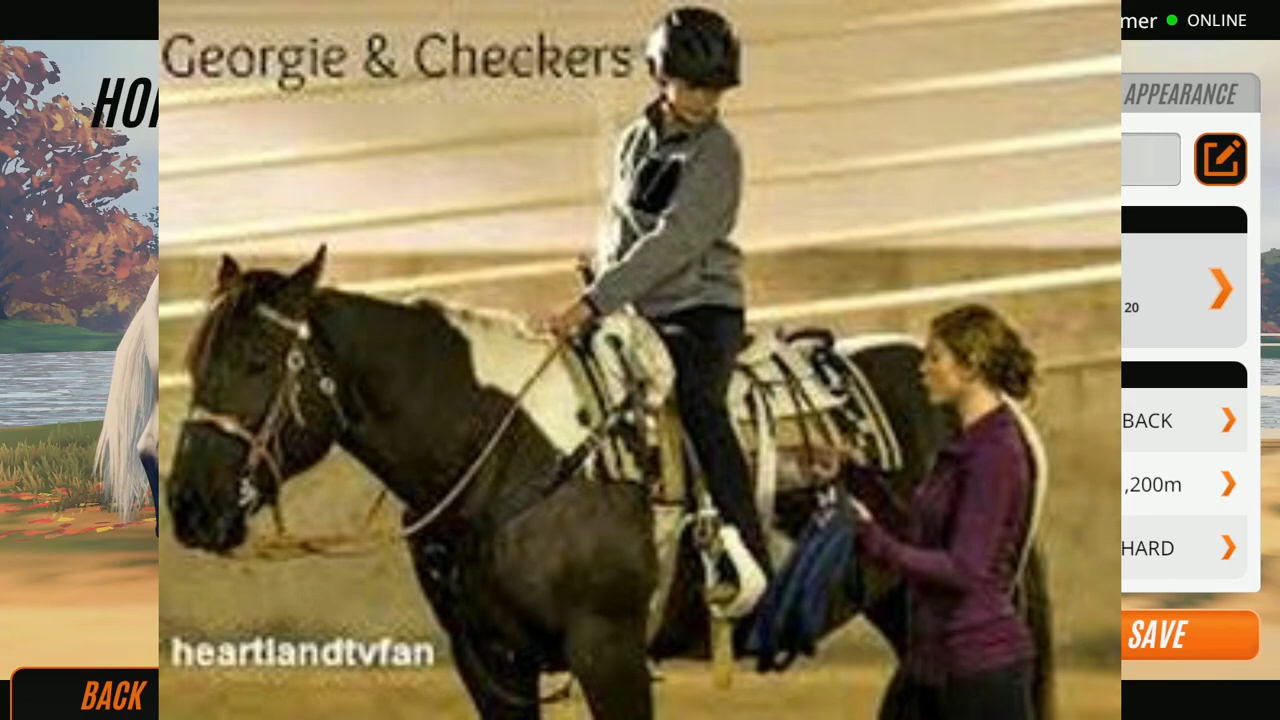 mer ONLINE
Georgie & Checkers
HO
APPEARANCE
20
BACK
,200m
HARD
SAVE
heartlandtvfan
BACK